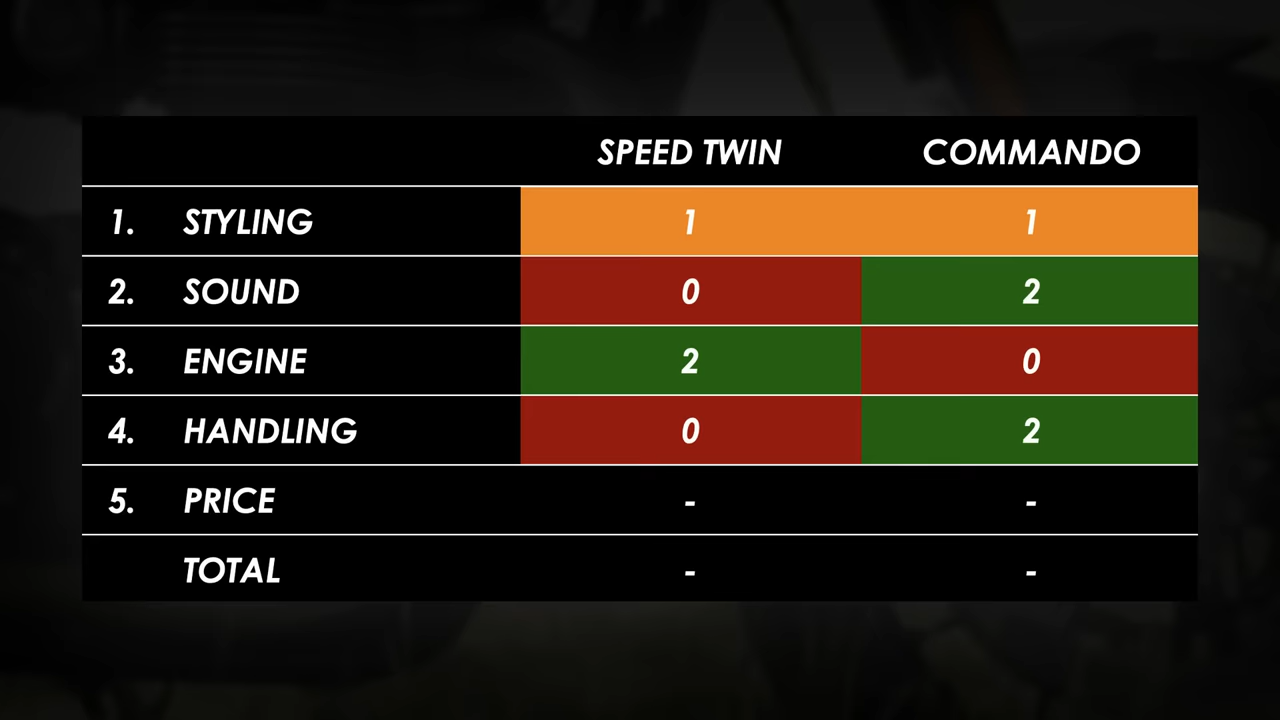 SPEED TWIN COMMANDO
1. STYLING 1 1
2. SOUND 0 2
3. ENGINE 2 0
4. HANDLING 0 2
5. PRICE - -
TOTAL - -